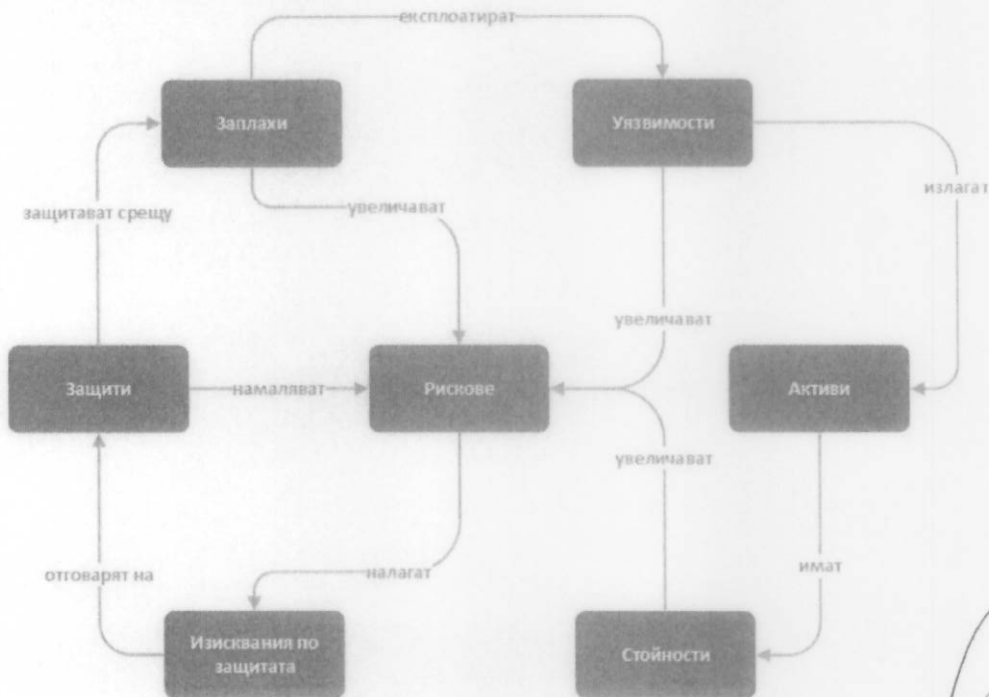 експлоатират
Заплахи
Уязвимости
защитават срещу
увеличават
излагат
увеличават
Защити
намаляват
Рискове
Активи
увеличават
отговарят на
налагат
имат
Изисквания по
защитата
Стойности